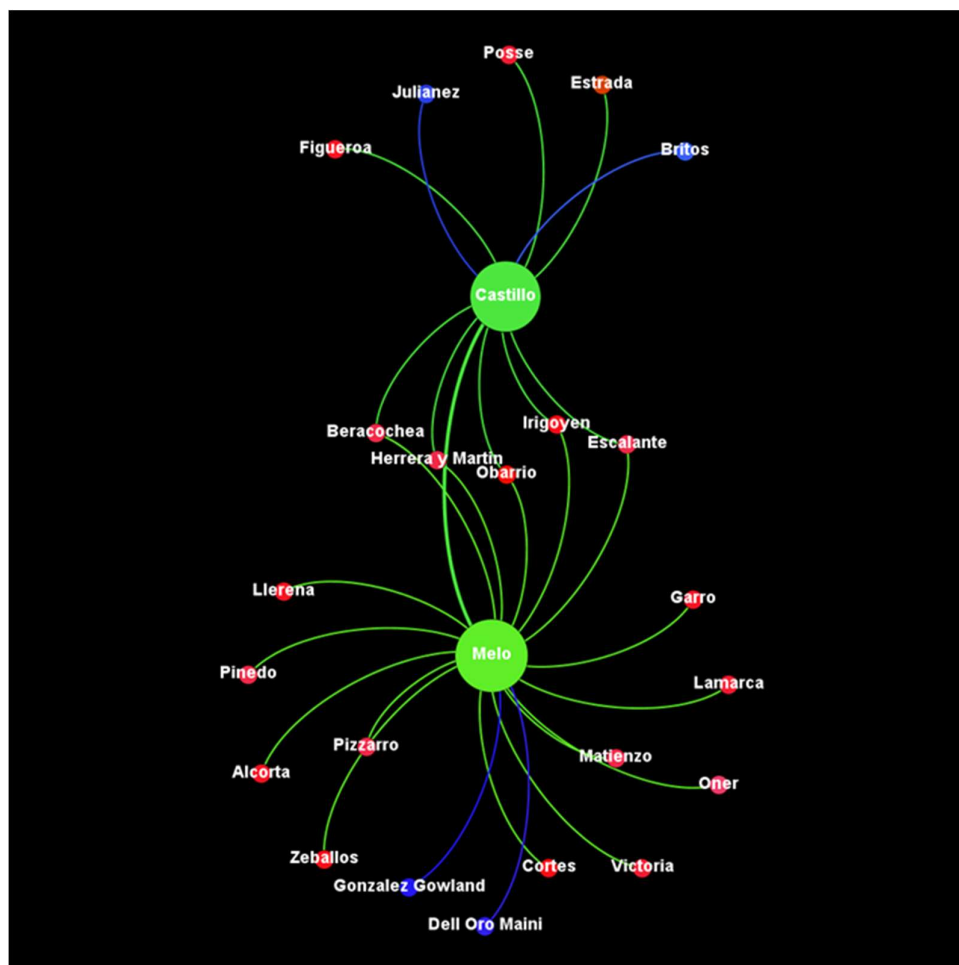 Posse
Estrada
Julianez
Figueroa
Britos
Castillo
Irigoyen
Beracochea
Escalante
Herrera y Martin
Obarrio
Llerena
Garro
Melo
Pinedo
Lamarca
Pizzarro
Matienzo
Alcorta
Oner
Zeballos
Cortes
Victoria
Gonzalez Gowland
Dell Oro Maini